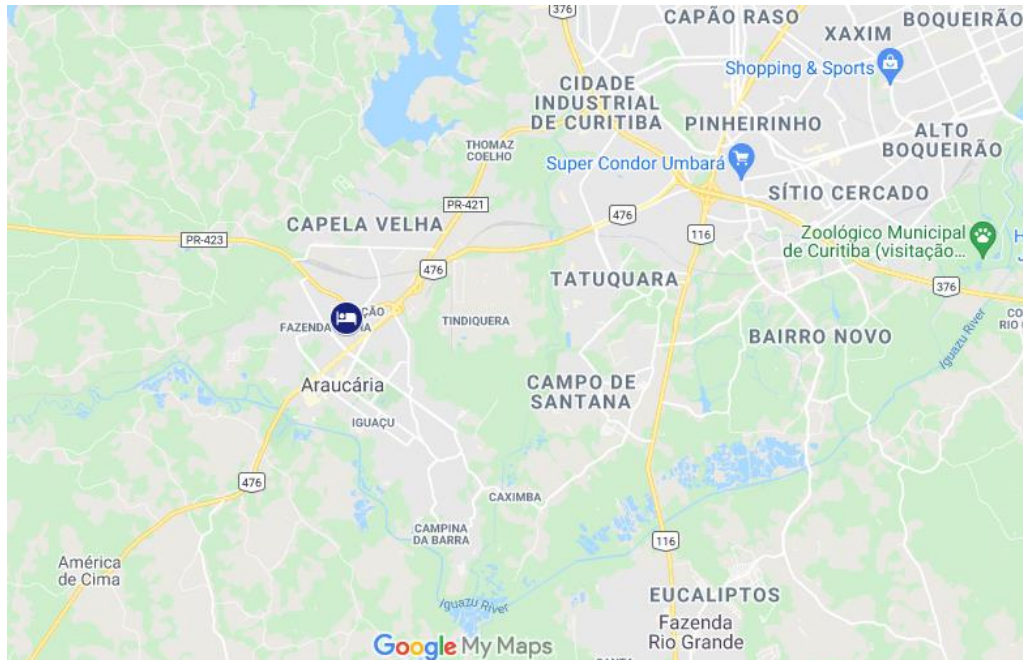 376
CAPÃO RASO
BOQUEIRÃO
XAXIM
Shopping & Sports
CIDADE
INDUSTRIAL
DE CURITIBA
PINHEIRINHO
ALTO
BOQUEIRÃO
THOMAZ
COELHO
Super Condor Umbará
SÍTIO CERCADO
PR-421
CAPELA VELHA
476
116
Zoológico Municipal
de Curitiba (visitação...
H
PR-423
476
TATUQUARA
376
ÇÃO
FAZENDA
TINDIQUERA
CO
RIO
BAIRRO NOVO
Iguazu River
Araucária
CAMPO DE
SANTANA
IGUAÇU
476
CAXIMBA
CAMPINA
DA BARRA
116
América
de Cima
Iguazu River
EUCALIPTOS
Fazenda
Rio Grande
Google My Maps